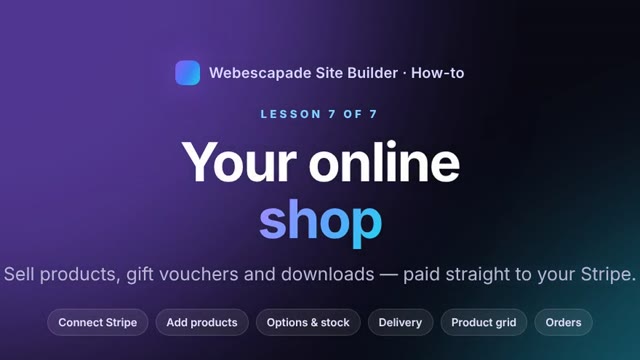 Webescapade Site Builder · How-to
LESSON 7 OF 7
Your online
shop
Sell products, gift vouchers and downloads — paid straight to your Stripe.
Connect Stripe
Add products
Options & stock
Delivery
Product grid
Orders